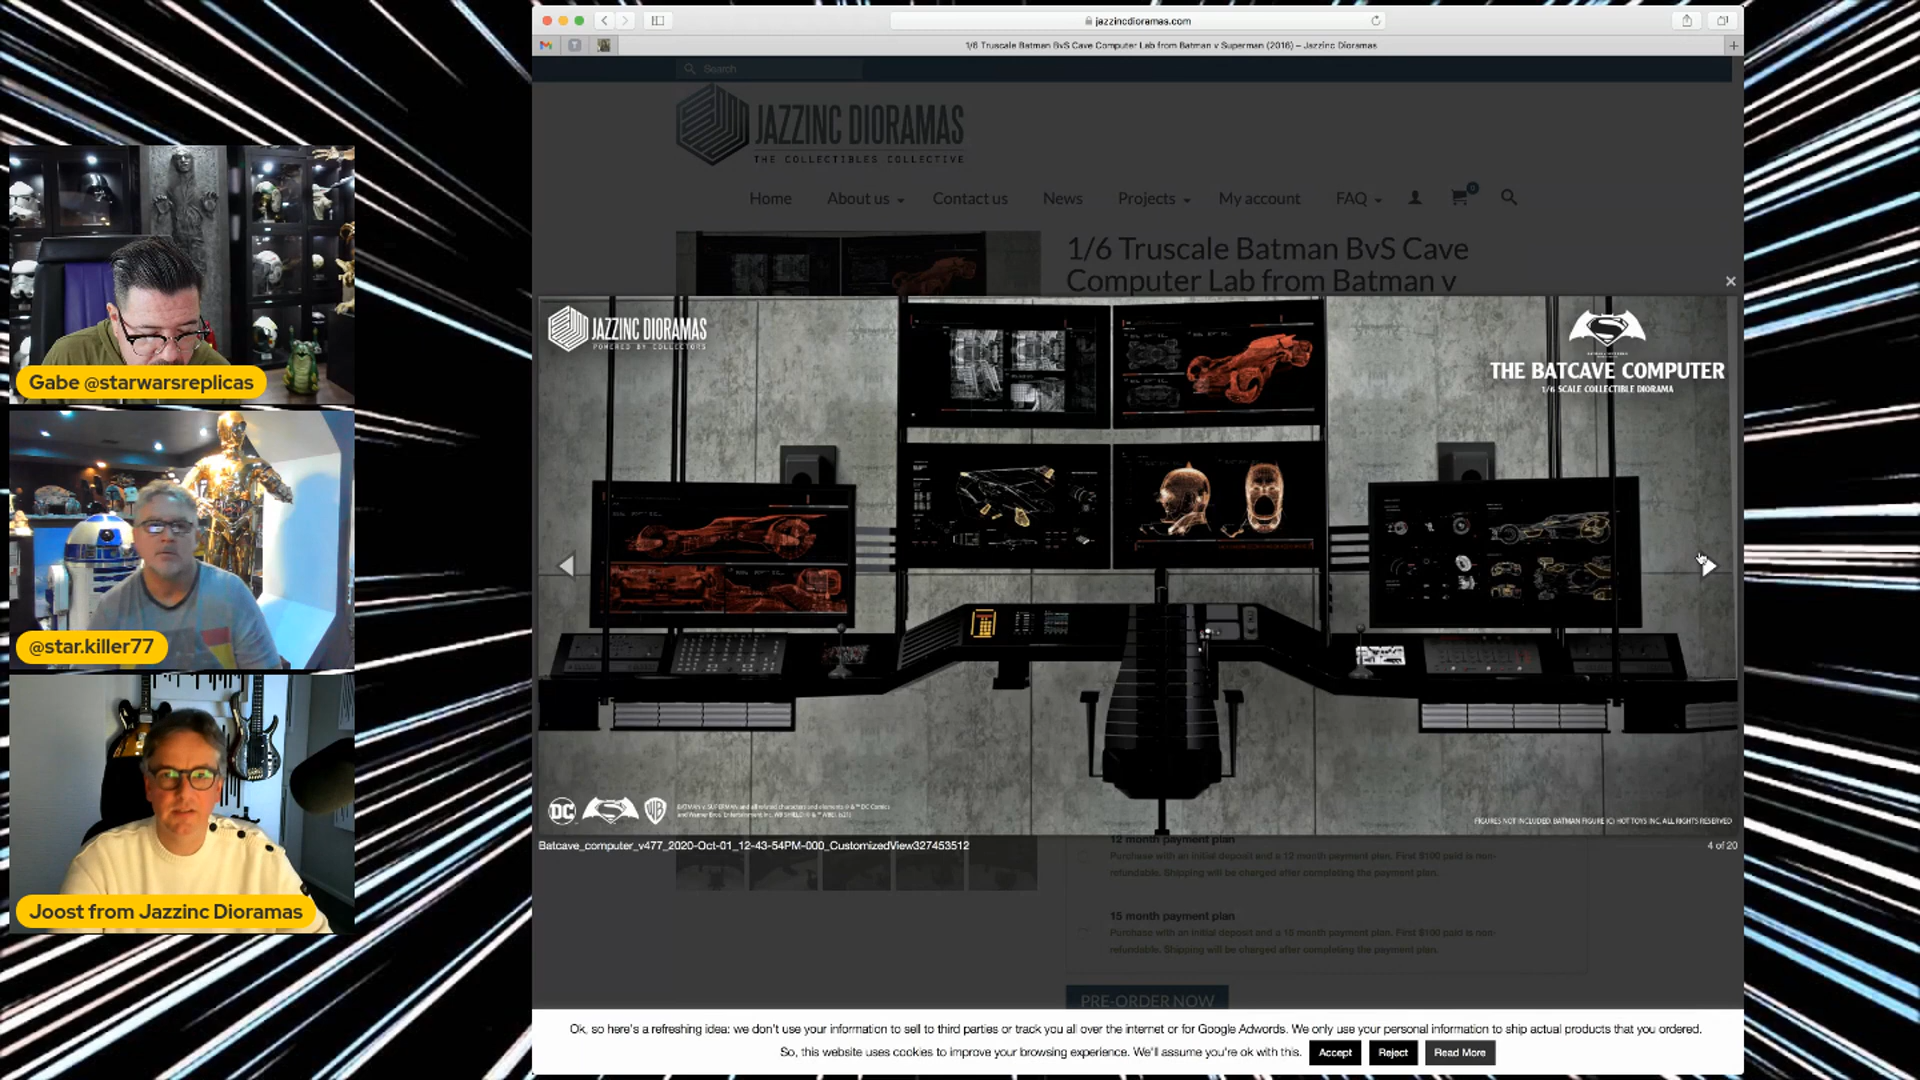 Gabe @starwarsreplicas
@star.killer77
Joost from Jazzinc Dioramas
jazzincdioramas.com
1/6 Truscale Batman BvS Cave Computer Lab from Batman v Superman (2016) – Jazzinc Dioramas
Search
JAZZINC DIORAMAS
THE COLLECTIBLES COLLECTIVE
Home
About us
Contact us
News
Projects
My account
FAQ
0
1/6 Truscale Batman BvS Cave
Computer Lab from Batman v
JAZZINC DIORAMAS
POWERED BY COLLECTORS
THE BATCAVE COMPUTER
1/6 SCALE COLLECTIBLE DIORAMA
DC
WB
BATMAN v SUPERMAN and all related characters and elements © & ™ DC Comics
FIGURES NOT INCLUDED. BATMAN FIGURE (C) HOT TOYS INC, ALL RIGHTS RESERVED
Batcave_computer_v477_2020-Oct-01_12-43-54PM-000_CustomizedView327453512
4 of 20
12 month payment plan
Purchase with an initial deposit and a 12 month payment plan. First $100 paid is non-
refundable. Shipping will be charged after completing the payment plan.
15 month payment plan
Purchase with an initial deposit and a 15 month payment plan. First $100 paid is non-
refundable. Shipping will be charged after completing the payment plan.
PRE-ORDER NOW
Ok, so here's a refreshing idea: we don't use your information to sell to third parties or track you all over the internet or for Google Adwords. We only use your personal information to ship actual products that you ordered.
So, this website uses cookies to improve your browsing experience. We'll assume you're ok with this.
Accept
Reject
Read More